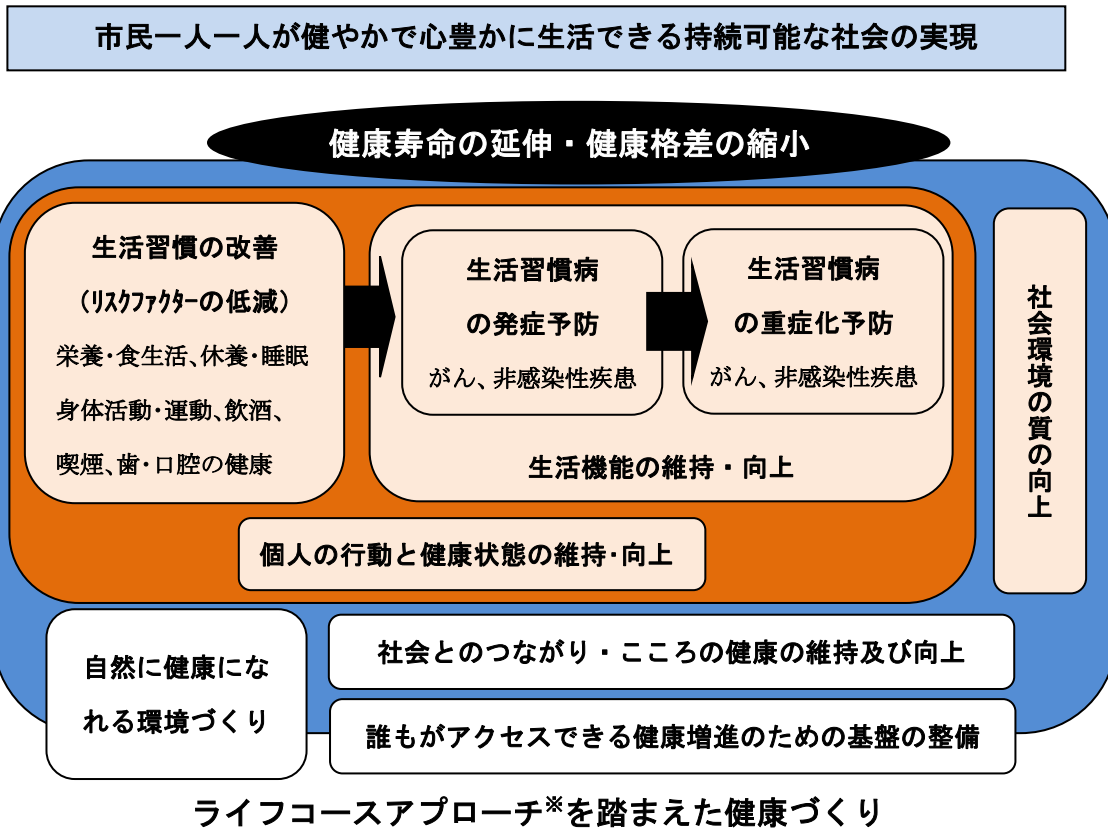 市民一人一人が健やかで心豊かに生活できる持続可能な社会の実現
健康寿命の延伸・健康格差の縮小
生活習慣の改善
（ﾘｽｸﾌｧｸﾀｰの低減）
栄養・食生活、休養・睡眠
身体活動・運動、飲酒、
喫煙、歯・口腔の健康
生活習慣病
の発症予防
がん、非感染性疾患
生活習慣病
の重症化予防
がん、非感染性疾患
生活機能の維持・向上
個人の行動と健康状態の維持・向上
社会環境の質の向上
自然に健康にな
れる環境づくり
社会とのつながり・こころの健康の維持及び向上
誰もがアクセスできる健康増進のための基盤の整備
ライフコースアプローチ※を踏まえた健康づくり